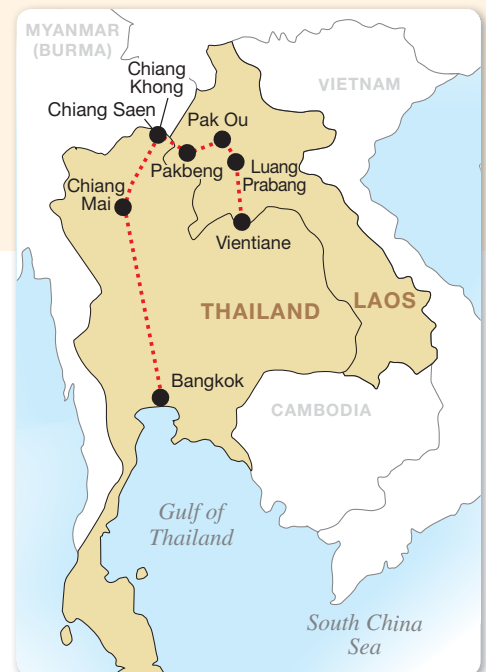 MYANMAR
(BURMA)
Chiang
Khong
VIETNAM
Chiang Saen
Pak Ou
Pakbeng
Luang
Prabang
Chiang
Mai
Vientiane
THAILAND
LAOS
Bangkok
CAMBODIA
Gulf of
Thailand
South China
Sea